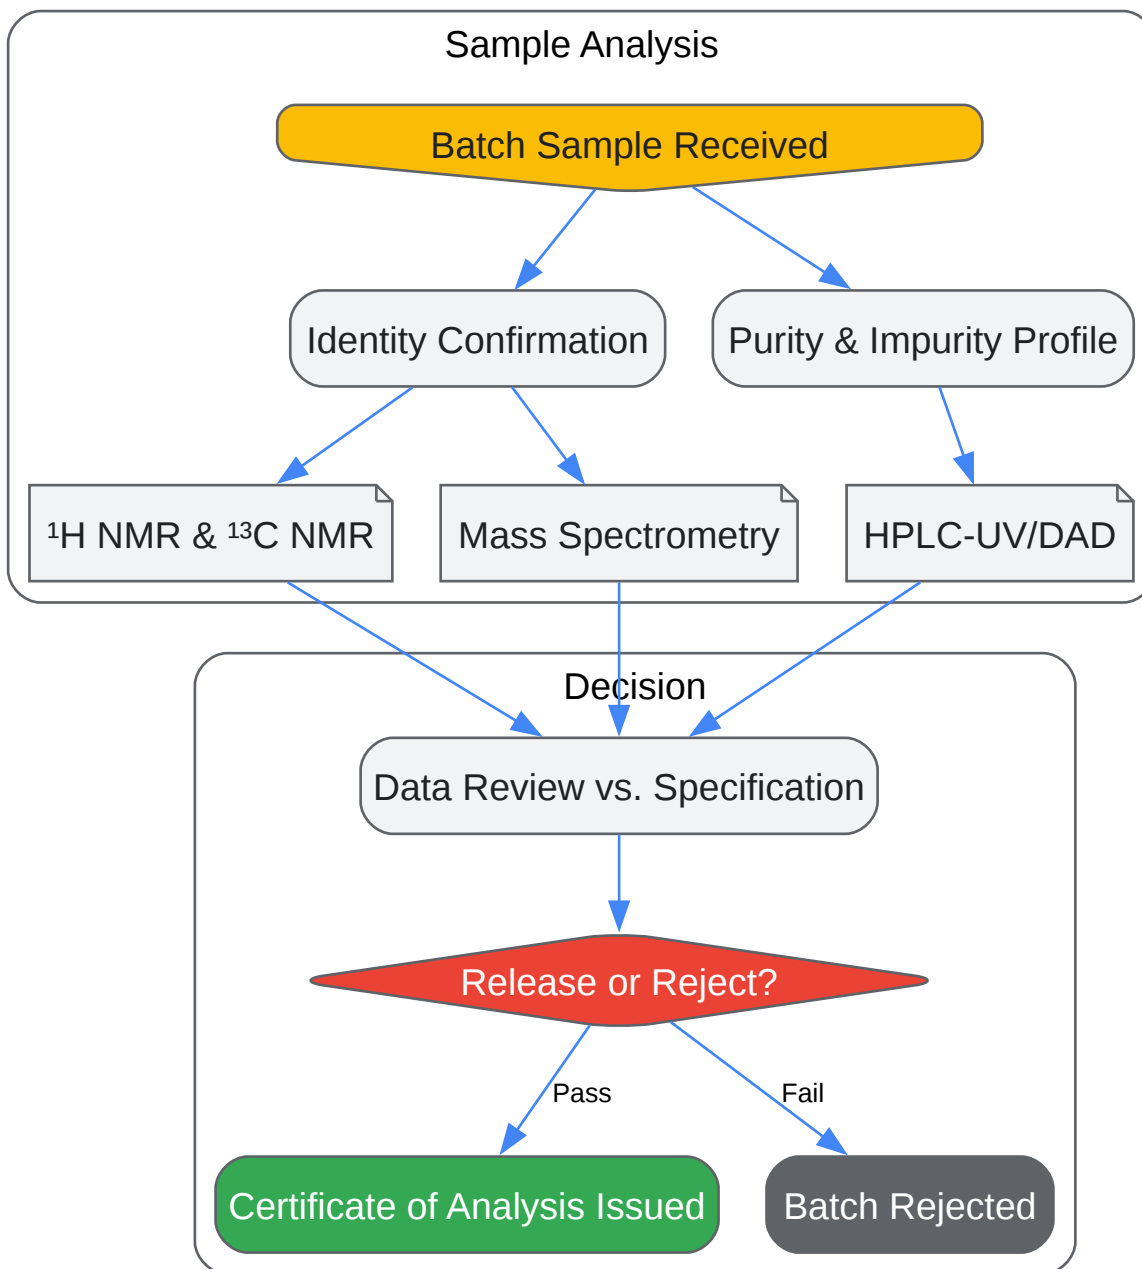 Sample Analysis
Batch Sample Received
Identity Confirmation
Purity & Impurity Profile
¹H NMR & ¹³C NMR
Mass Spectrometry
HPLC-UV/DAD
Decision
Data Review vs. Specification
Release or Reject?
Pass
Fail
Certificate of Analysis Issued
Batch Rejected